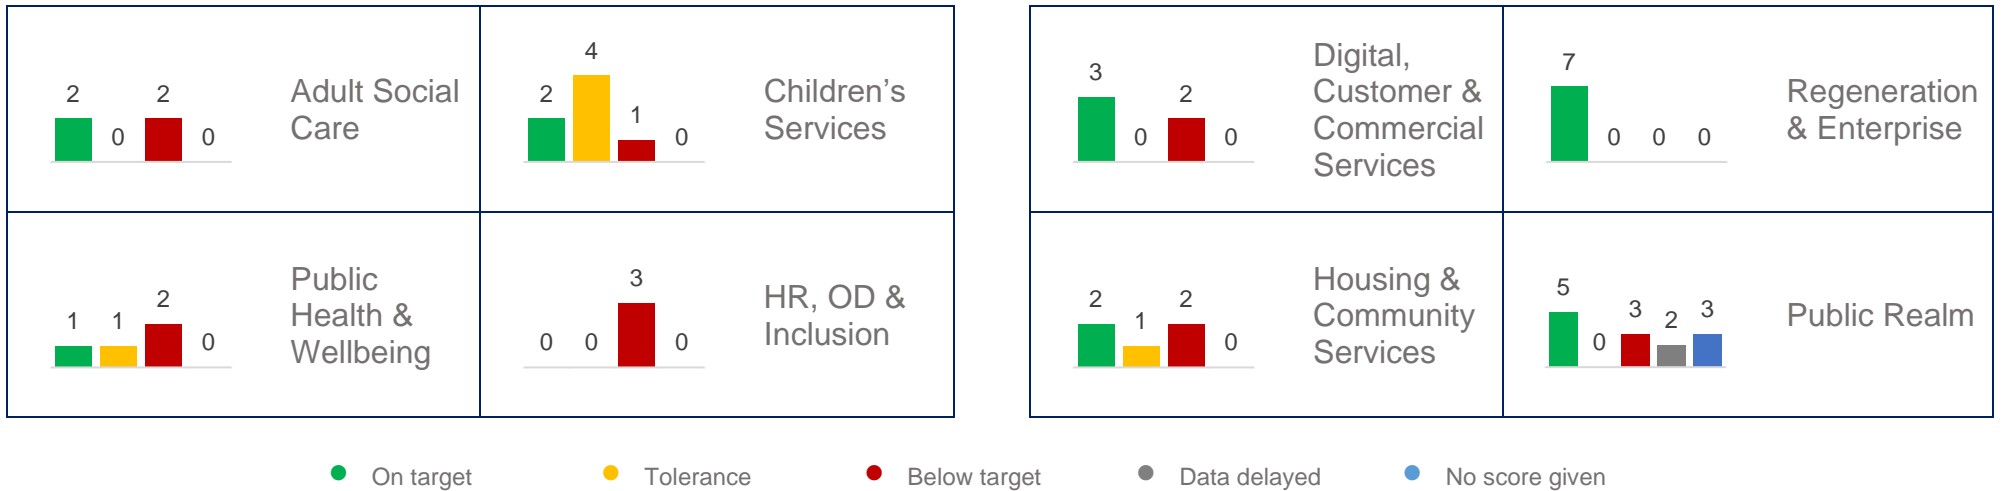 2 0 2 0
Adult Social
Care
2 4 1 0
Children's
Services
3 0 2 0
Digital,
Customer &
Commercial
Services
7 0 0 0
Regeneration
& Enterprise
1 1 2 0
Public
Health &
Wellbeing
0 0 3 0
HR, OD &
Inclusion
2 1 2 0
Housing &
Community
Services
5 0 3 2 3
Public Realm
On target Tolerance Below target Data delayed No score given